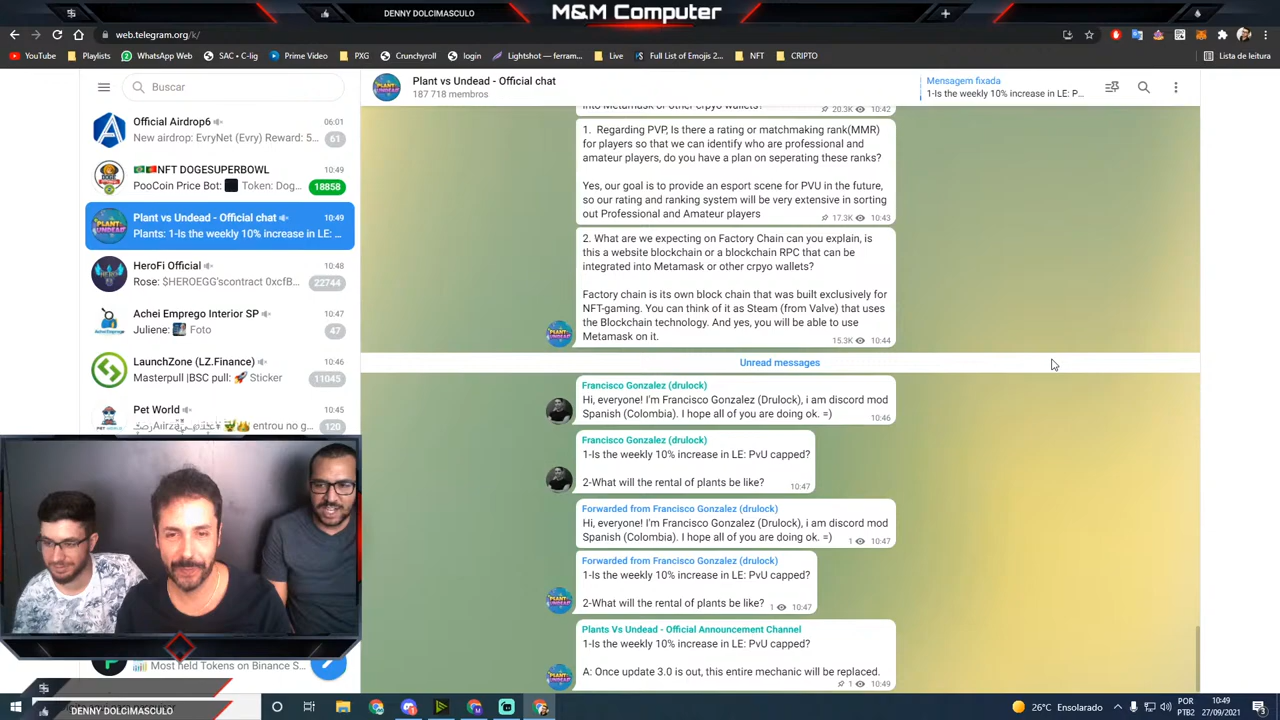 DENNY DOLCIMASCULO
M&M Computer
web.telegram.org/k/
YouTube
Playlists
WhatsApp Web
SAC + C-lig
Prime Video
PXG
Crunchyroll
login
Lightshot — ferram...
Live
Full List of Emojis 2...
NFT
CRIPTO
Lista de leitura
Buscar
Official Airdrop6
06:01
New airdrop: EvryNet (Evry) Reward: 5...
61
NFT DOGESUPERBOWL
10:49
PooCoin Price Bot: Token: Dog...
18858
Plant vs Undead - Official chat
10:49
Plants: 1-Is the weekly 10% increase in LE: ...
HeroFi Official
10:48
Rose: $HEROEGG'scontract 0xcfB...
22744
Achei Emprego Interior SP
10:47
Juliene: Foto
47
LaunchZone (LZ.Finance)
10:46
Masterpull |BSC pull: 🚀 Sticker
11045
Pet World
10:45
entrou no g...
120
Most held Tokens on Binance S...
Plant vs Undead - Official chat
187 718 membros
Mensagem fixada
1-Is the weekly 10% increase in LE: P...
into Metamask or other crpyo wallets?
20.3K 10:42
1. Regarding PVP, Is there a rating or matchmaking rank(MMR)
for players so that we can identify who are professional and
amateur players, do you have a plan on seperating these ranks?
Yes, our goal is to provide an esport scene for PVU in the future,
so our rating and ranking system will be very extensive in sorting
out Professional and Amateur players
17.3K 10:43
2. What are we expecting on Factory Chain can you explain, is
this a website blockchain or a blockchain RPC that can be
integrated into Metamask or other crpyo wallets?
Factory chain is its own block chain that was built exclusively for
NFT-gaming. You can think of it as Steam (from Valve) that uses
the Blockchain technology. And yes, you will be able to use
Metamask on it.
15.3K 10:44
Unread messages
Francisco Gonzalez (drulock)
Hi, everyone! I'm Francisco Gonzalez (Drulock), i am discord mod
Spanish (Colombia). I hope all of you are doing ok. =)
10:46
Francisco Gonzalez (drulock)
1-Is the weekly 10% increase in LE: PvU capped?
2-What will the rental of plants be like?
10:47
Forwarded from Francisco Gonzalez (drulock)
Hi, everyone! I'm Francisco Gonzalez (Drulock), i am discord mod
Spanish (Colombia). I hope all of you are doing ok. =)
1 10:47
Forwarded from Francisco Gonzalez (drulock)
1-Is the weekly 10% increase in LE: PvU capped?
2-What will the rental of plants be like?
1 10:47
Plants Vs Undead - Official Announcement Channel
1-Is the weekly 10% increase in LE: PvU capped?
A: Once update 3.0 is out, this entire mechanic will be replaced.
1 10:49
DENNY DOLCIMASCULO
26°C Ensolarado
POR
PTB2
10:49
27/09/2021